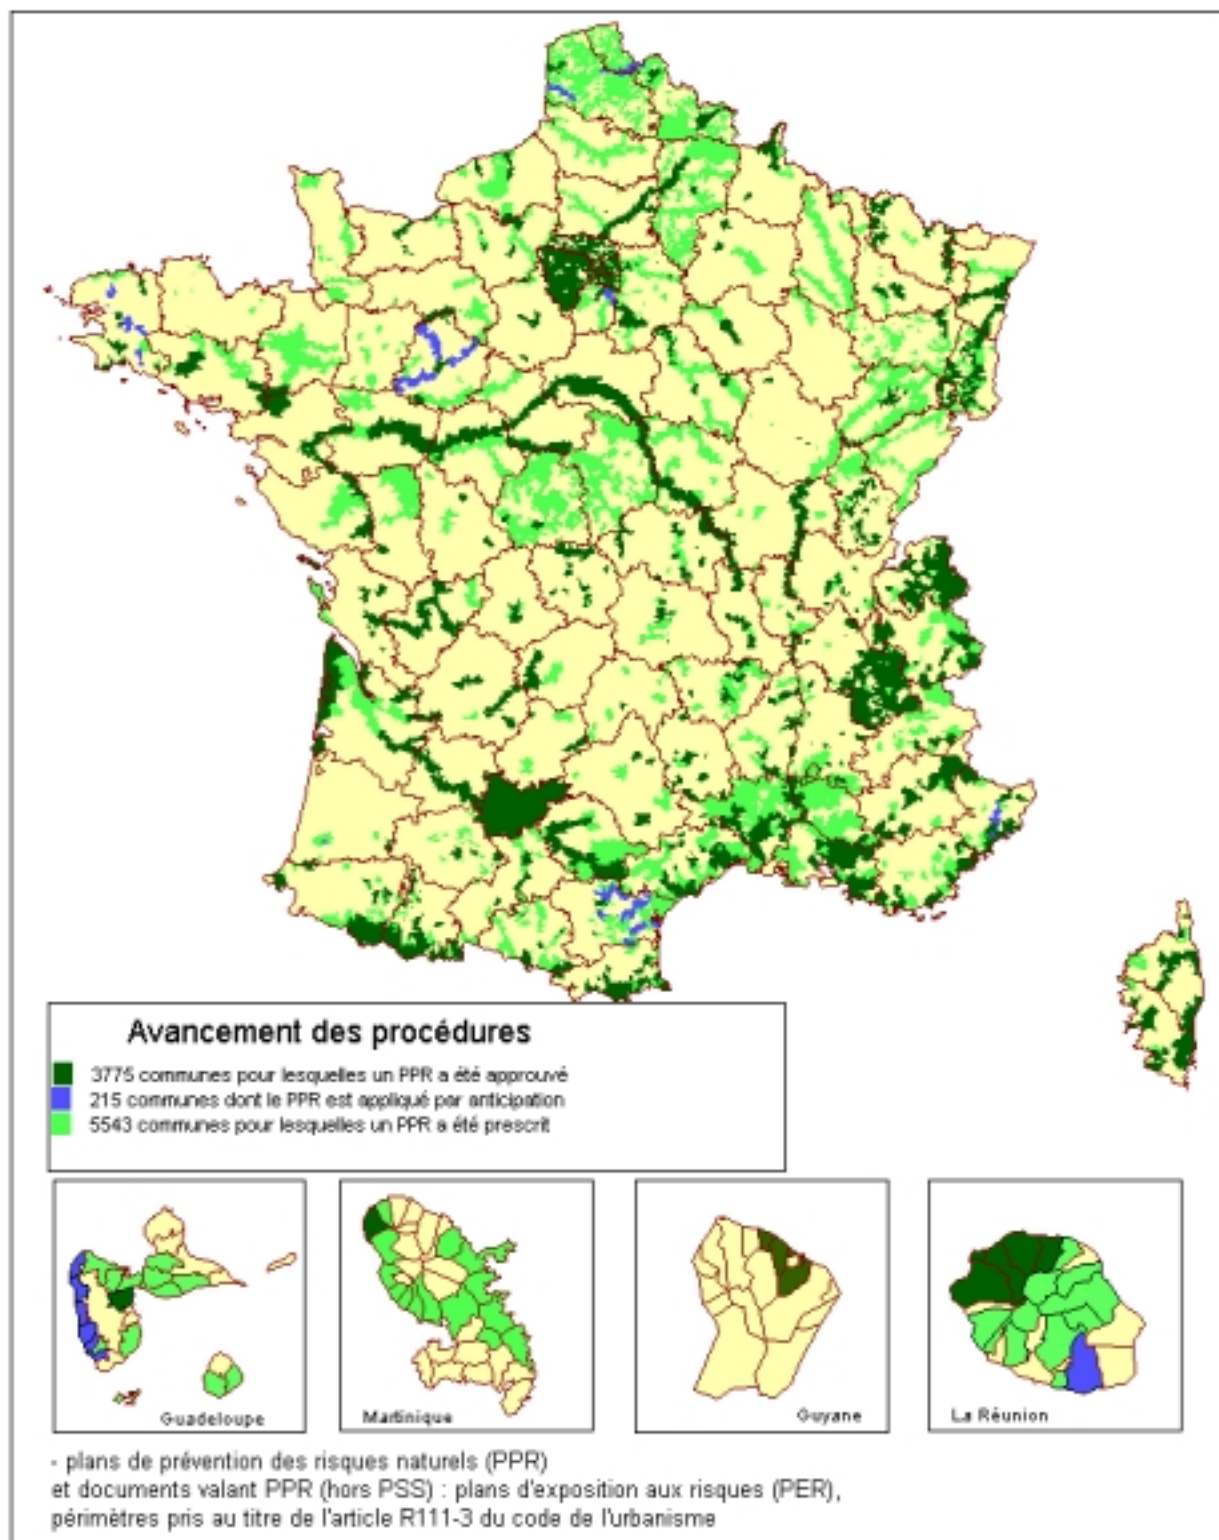 Avancement des procédures
3775 communes pour lesquelles un PPR a été approuvé
215 communes dont le PPR est appliqué par anticipation
5543 communes pour lesquelles un PPR a été prescrit
Guadeloupe
Martinique
Guyane
La Réunion
- plans de prévention des risques naturels (PPR)
et documents valant PPR (hors PSS) : plans d'exposition aux risques (PER),
périmètres pris au titre de l'article R111-3 du code de l'urbanisme